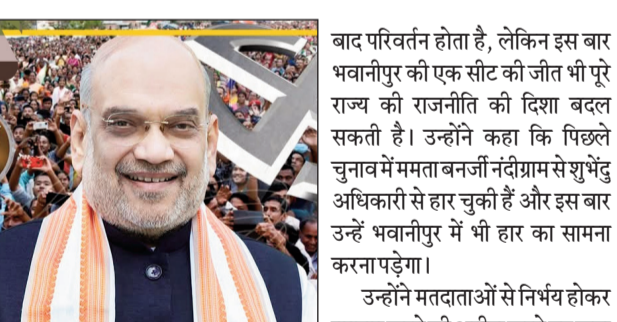 बाद परिवर्तन होता है, लेकिन इस बार
भवानीपुर की एक सीट की जीत भी पूरे
राज्य की राजनीति की दिशा बदल
सकती है। उन्होंने कहा कि पिछले
चुनाव में ममता बनर्जी नंदीग्राम से शुभेंदु
अधिकारी से हार चुकी हैं और इस बार
उन्हें भवानीपुर में भी हार का सामना
करना पड़ेगा।
उन्होंने मतदाताओं से निर्भय होकर